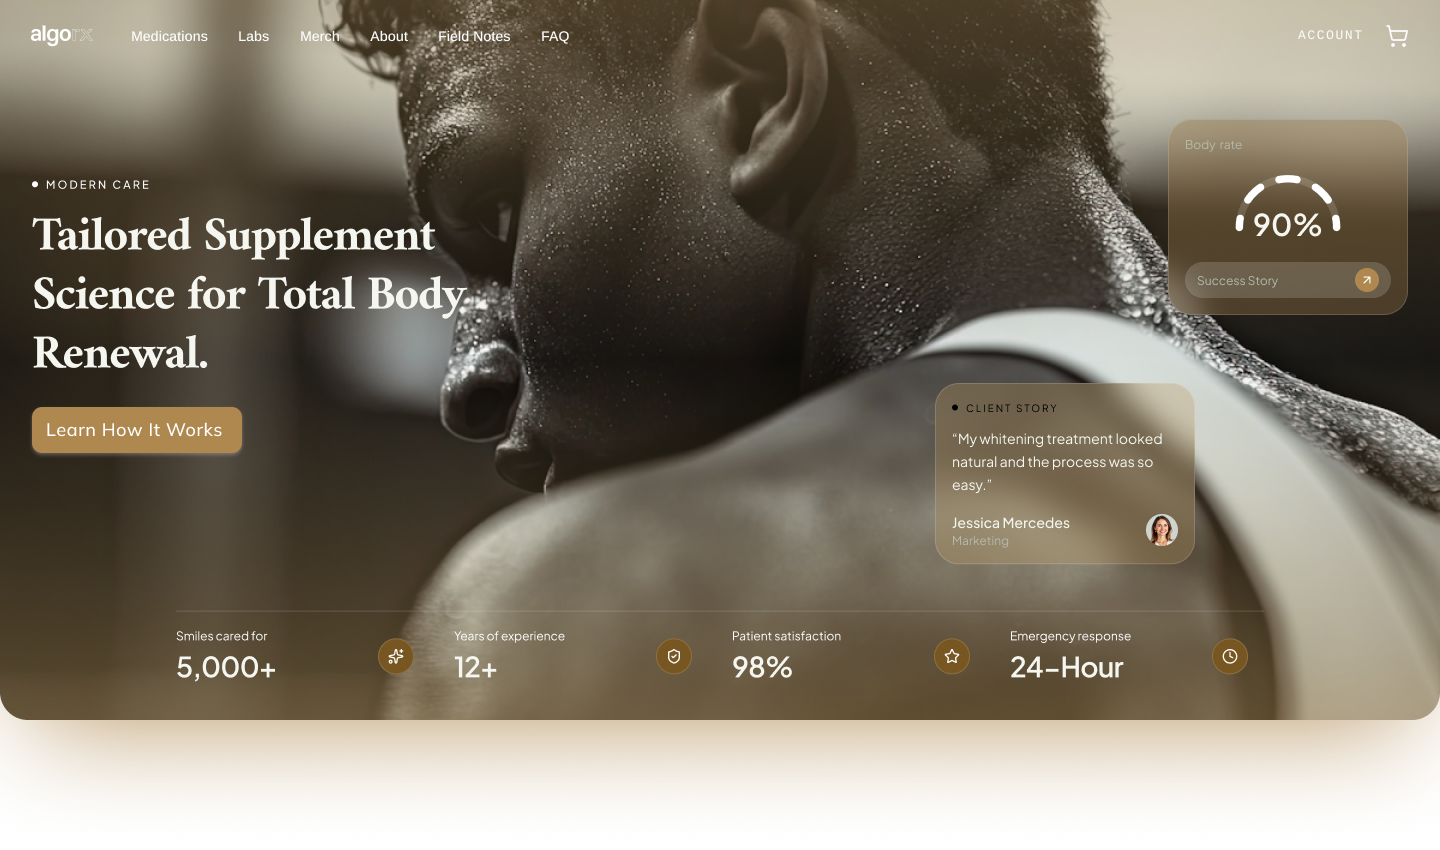 algorx
Medications
Labs
Merch
About
Field Notes
FAQ
ACCOUNT
MODERN CARE
Tailored Supplement
Science for Total Body
Renewal.
Learn How It Works
Body rate
90%
Success Story
CLIENT STORY
“My whitening treatment looked
natural and the process was so
easy.”
Jessica Mercedes
Marketing
Smiles cared for
5,000+
Years of experience
12+
Patient satisfaction
98%
Emergency response
24–Hour